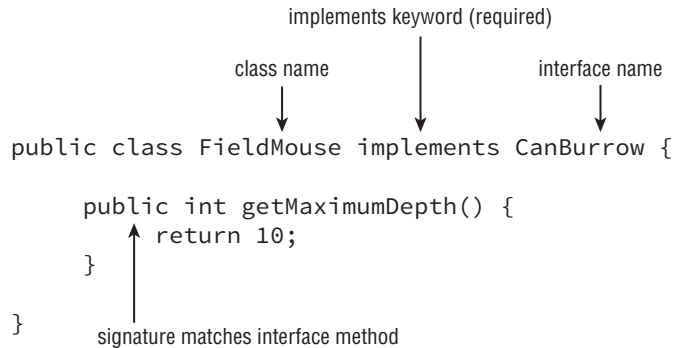 implements keyword (required)
class name
interface name
public class FieldMouse implements CanBurrow {
public int getMaximumDepth() {
return 10;
}
}
signature matches interface method